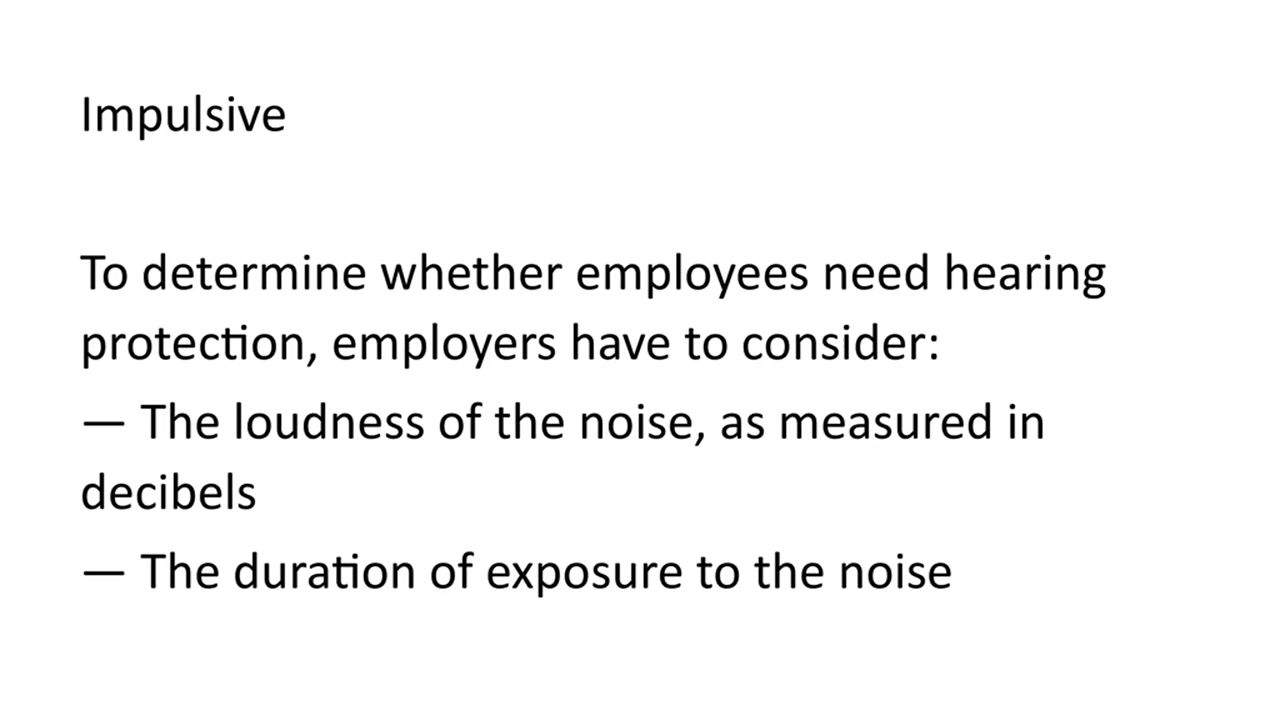 Impulsive
To determine whether employees need hearing
protection, employers have to consider:
— The loudness of the noise, as measured in
decibels
— The duration of exposure to the noise